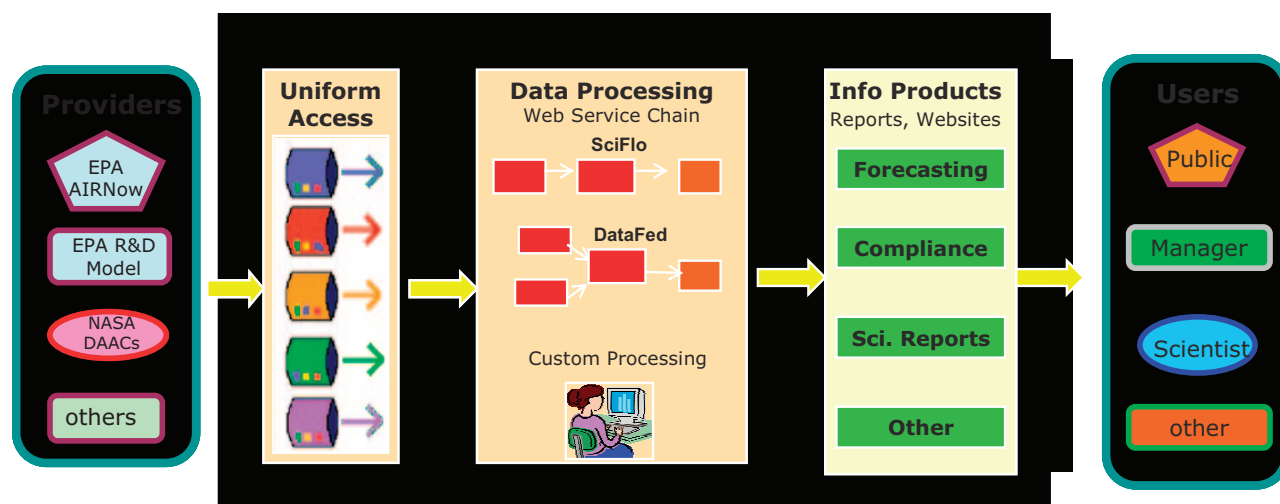 Providers
EPA
AIRNow
EPA R&D
Model
NASA
DAACs
others
Uniform
Access
Data Processing
Web Service Chain
SciFlo
DataFed
Custom Processing
Info Products
Reports, Websites
Forecasting
Compliance
Sci. Reports
Other
Users
Public
Manager
Scientist
other